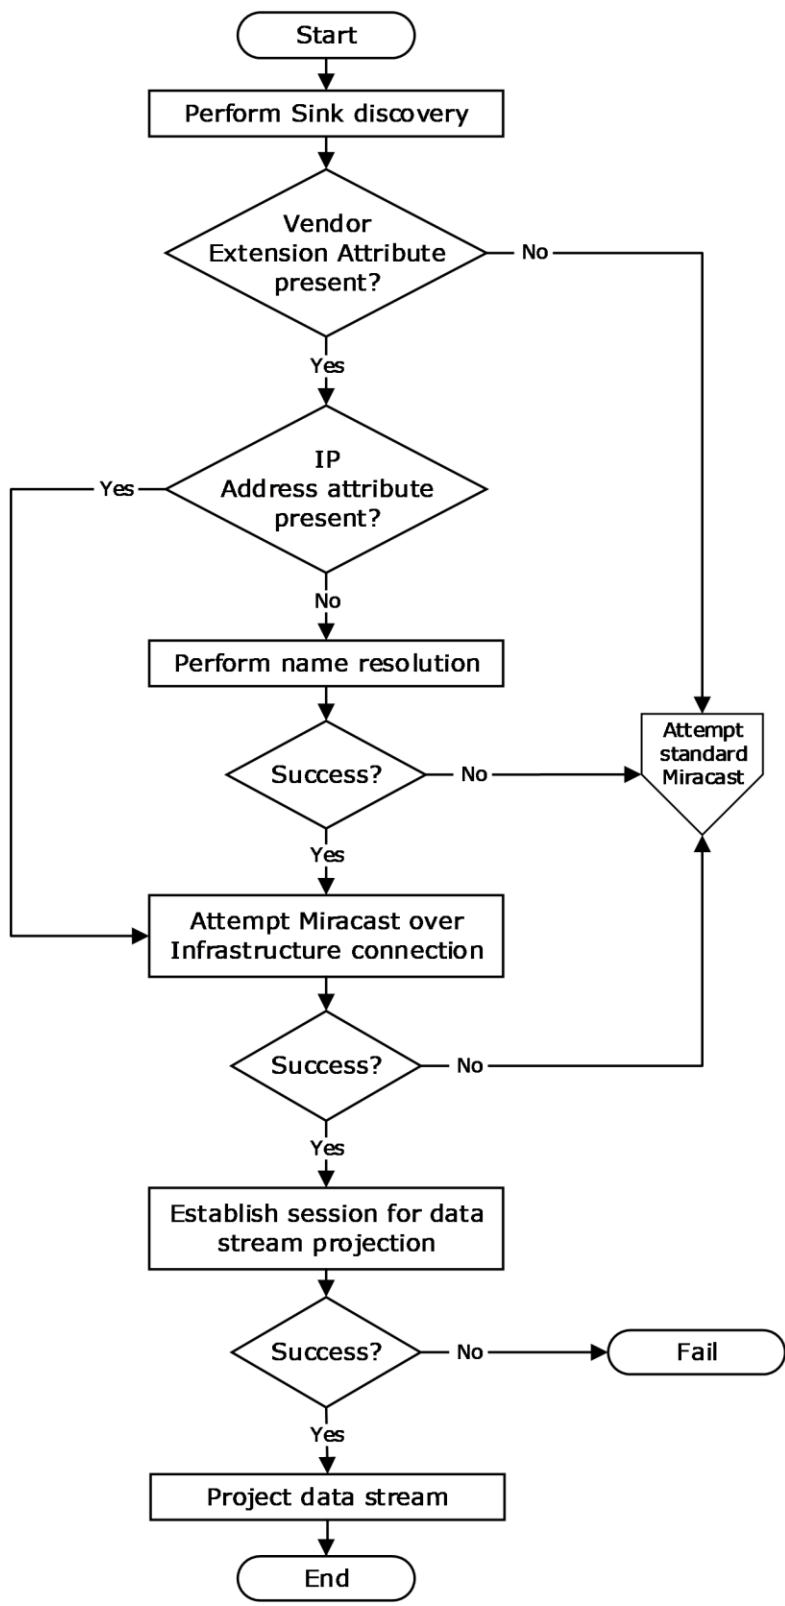 Start
Perform Sink discovery
Vendor
Extension Attribute
present?
No
Yes
IP
Address attribute
present?
Yes
No
Perform name resolution
Attempt
standard
Miracast
Success?
No
Yes
Attempt Miracast over
Infrastructure connection
Success?
No
Yes
Establish session for data
stream projection
Success?
No
Fail
Yes
Project data stream
End